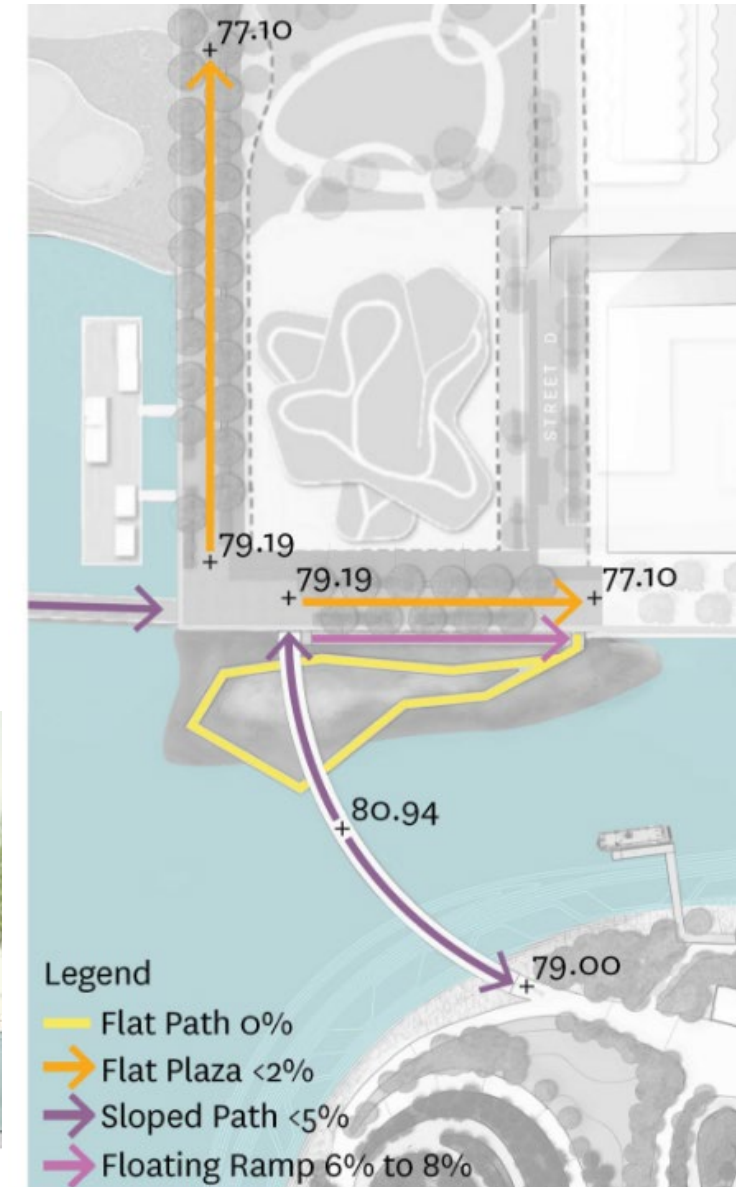 77.10
STREET D
79.19
79.19
77.10
80.94
79.00
Legend
Flat Path 0%
Flat Plaza <2%
Sloped Path <5%
Floating Ramp 6% to 8%